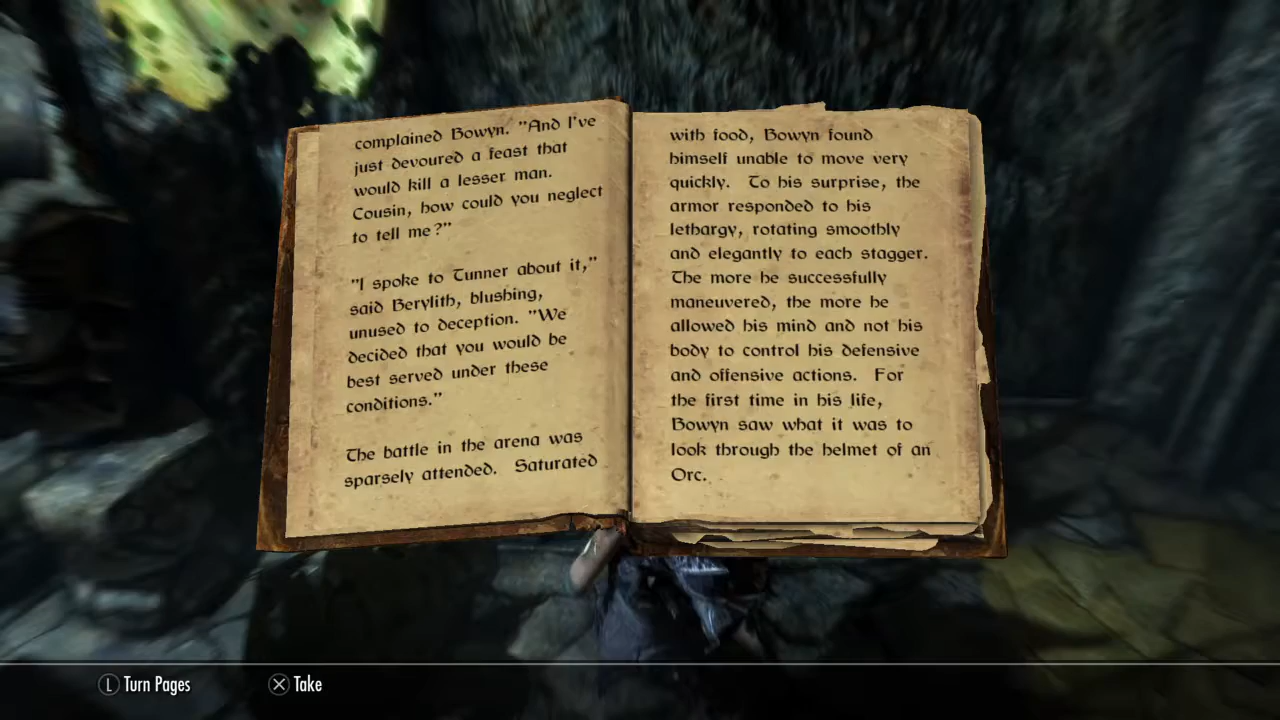 complained Bowyn. "And I've
just devoured a feast that
would kill a lesser man.
Cousin, how could you neglect
to tell me?"
"I spoke to Tunner about it,"
said Berylith, blushing,
unused to deception. "We
decided that you would be
best served under these
conditions."
The battle in the arena was
sparsely attended. Saturated
with food, Bowyn found
himself unable to move very
quickly. To his surprise, the
armor responded to his
lethargy, rotating smoothly
and elegantly to each stagger.
The more he successfully
maneuvered, the more he
allowed his mind and not his
body to control his defensive
and offensive actions. For
the first time in his life,
Bowyn saw what it was to
look through the helmet of an
Orc.
L Turn Pages
X Take